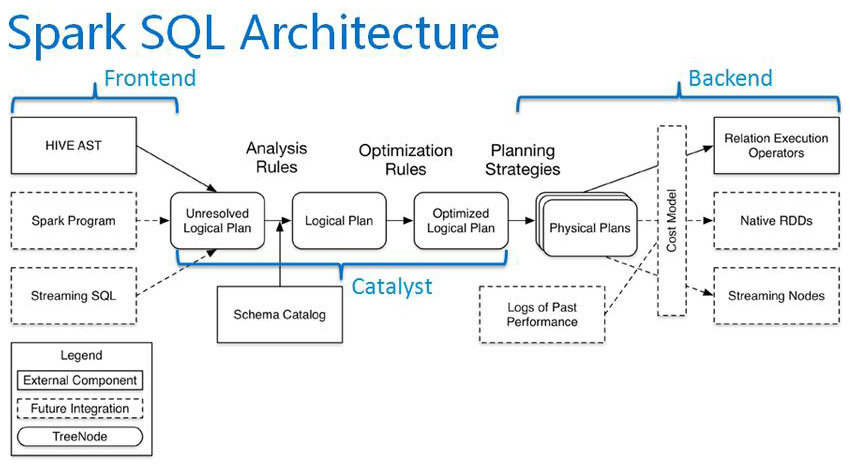 Spark SQL Architecture
Frontend
Backend
HIVE AST
Analysis
Rules
Optimization
Rules
Planning
Strategies
Relation Execution
Operators
Spark Program
Unresolved
Logical Plan
Logical Plan
Optimized
Logical Plan
Physical Plans
Cost Model
Native RDDs
Streaming SQL
Catalyst
Schema Catalog
Logs of Past
Performance
Streaming Nodes
Legend
External Component
Future Integration
TreeNode